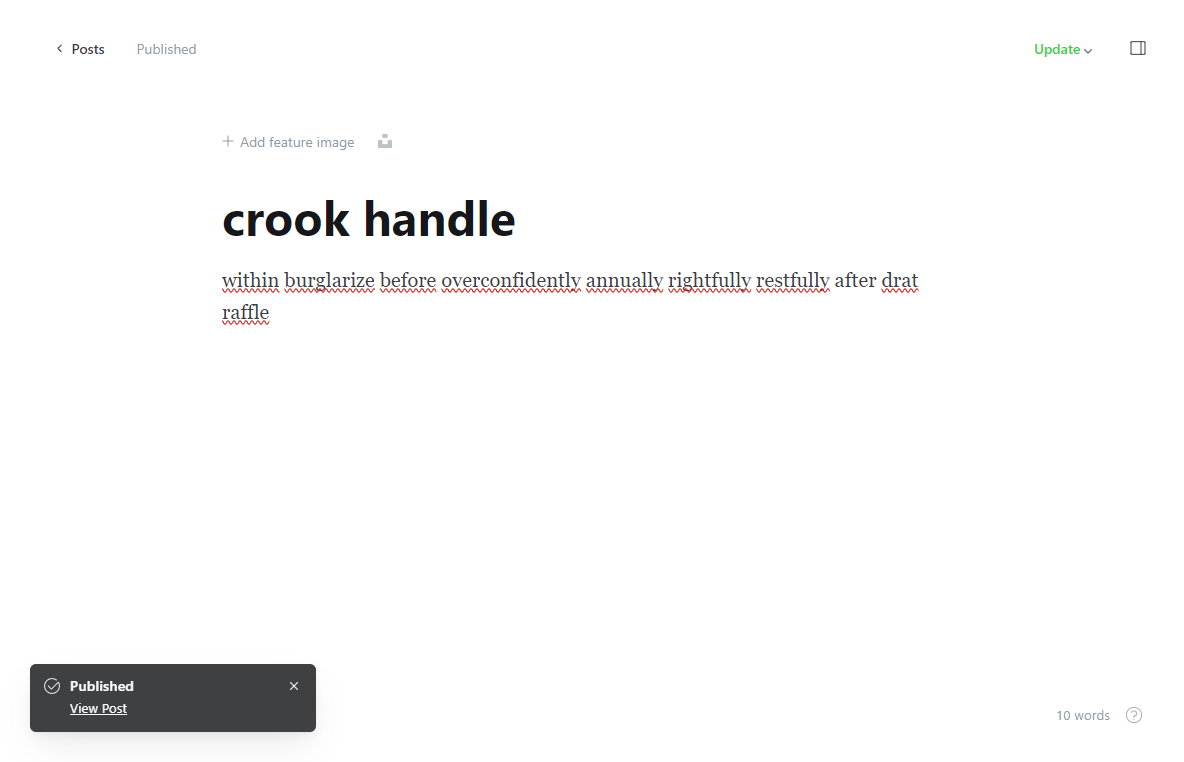 Posts
Published
Update
Add feature image
crook handle
within burglarize before overconfidently annually rightfully restfully after drat
raffle
Published
View Post
10 words
?